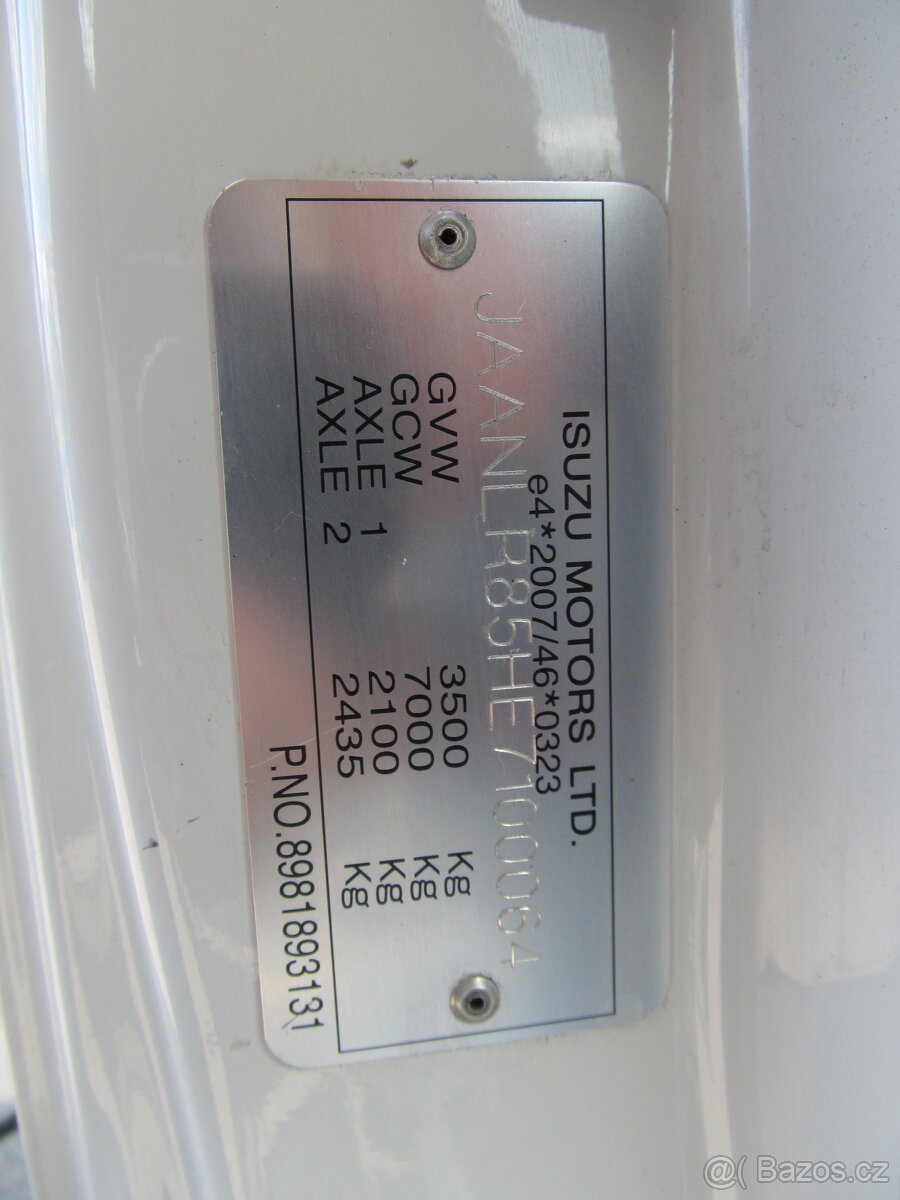 ISUZU MOTORS LTD.
e4*2007/46*0323
JAANLR85HE7100064
GVW 3500 Kg
GCW 7000 Kg
AXLE 1 2100 Kg
AXLE 2 2435 Kg
P.NO.8981893131
@( Bazos.cz